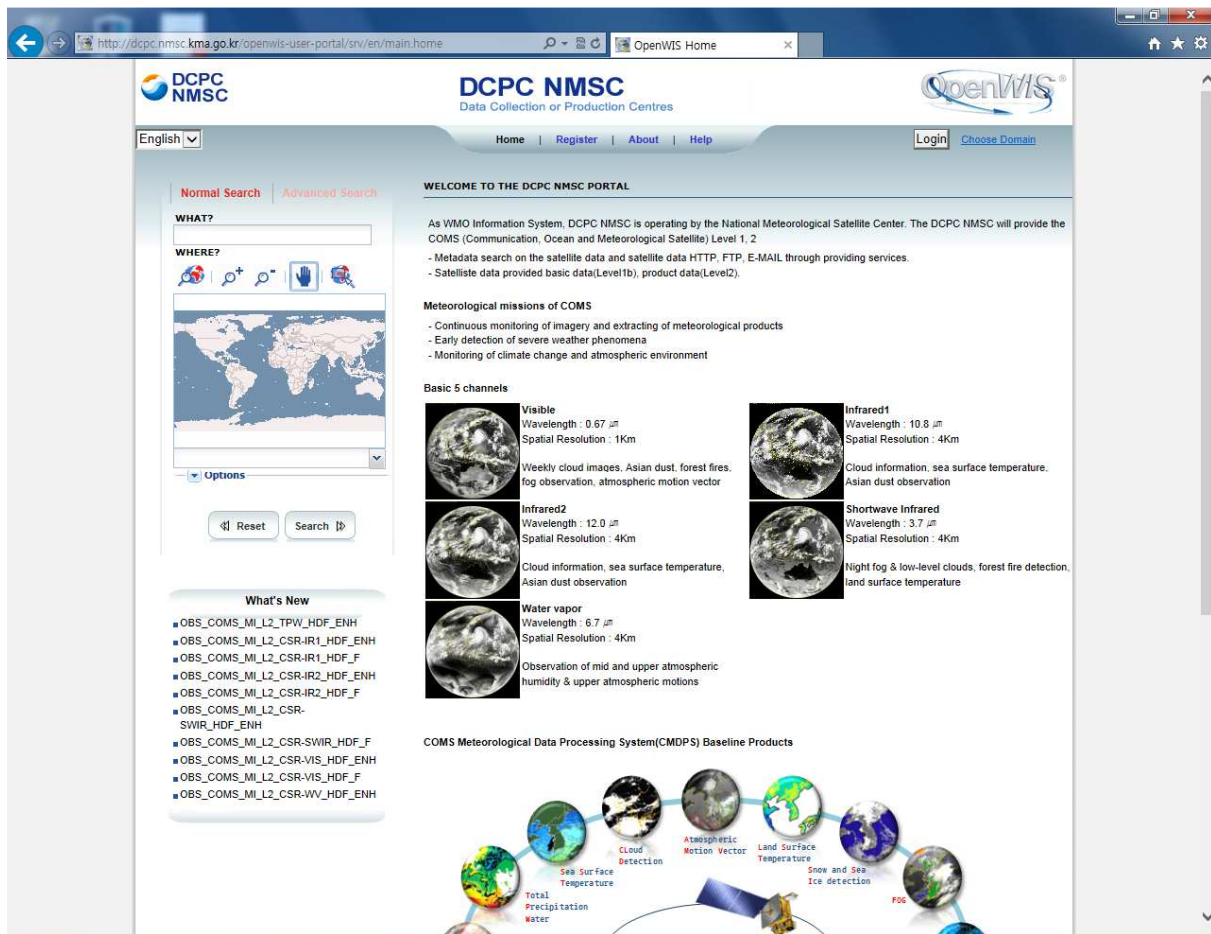 http://dcpc.nmsc.kma.go.kr/openwis-user-portal/srv/en/main.home
OpenWIS Home
DCPC
NMSC
DCPC NMSC
Data Collection or Production Centres
OpenWIS®
English
Home | Register | About | Help
Login
Choose Domain
Normal Search
Advanced Search
WHAT?
WHERE?
Options
Reset
Search
What's New
OBS_COMS_MI_L2_TPW_HDF_ENH
OBS_COMS_MI_L2_CSR-IR1_HDF_ENH
OBS_COMS_MI_L2_CSR-IR1_HDF_F
OBS_COMS_MI_L2_CSR-IR2_HDF_ENH
OBS_COMS_MI_L2_CSR-IR2_HDF_F
OBS_COMS_MI_L2_CSR-
SWIR_HDF_ENH
OBS_COMS_MI_L2_CSR-SWIR_HDF_F
OBS_COMS_MI_L2_CSR-VIS_HDF_ENH
OBS_COMS_MI_L2_CSR-VIS_HDF_F
OBS_COMS_MI_L2_CSR-WV_HDF_ENH
WELCOME TO THE DCPC NMSC PORTAL
As WMO Information System, DCPC NMSC is operating by the National Meteorological Satellite Center. The DCPC NMSC will provide the
COMS (Communication, Ocean and Meteorological Satellite) Level 1, 2
- Metadata search on the satellite data and satellite data HTTP, FTP, E-MAIL through providing services.
- Satelliste data provided basic data(Level1b), product data(Level2).
Meteorological missions of COMS
- Continuous monitoring of imagery and extracting of meteorological products
- Early detection of severe weather phenomena
- Monitoring of climate change and atmospheric environment
Basic 5 channels
Visible
Wavelength : 0.67 ㎛
Spatial Resolution : 1Km
Weekly cloud images, Asian dust, forest fires,
fog observation, atmospheric motion vector
Infrared1
Wavelength : 10.8 ㎛
Spatial Resolution : 4Km
Cloud information, sea surface temperature,
Asian dust observation
Infrared2
Wavelength : 12.0 ㎛
Spatial Resolution : 4Km
Cloud information, sea surface temperature,
Asian dust observation
Shortwave Infrared
Wavelength : 3.7 ㎛
Spatial Resolution : 4Km
Night fog & low-level clouds, forest fire detection,
land surface temperature
Water vapor
Wavelength : 6.7 ㎛
Spatial Resolution : 4Km
Observation of mid and upper atmospheric
humidity & upper atmospheric motions
COMS Meteorological Data Processing System(CMDPS) Baseline Products
Total
Precipitation
Water
Sea Surface
Temperature
CLoud
Detection
Atmospheric
Motion Vector
Land Surface
Temperature
Snow and Sea
Ice detection
FOG